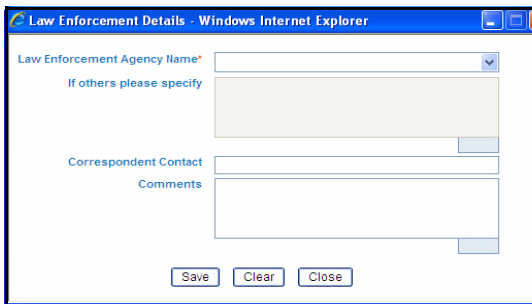 Law Enforcement Details - Windows Internet Explorer
Law Enforcement Agency Name*
If others please specify
Correspondent Contact
Comments
Save Clear Close